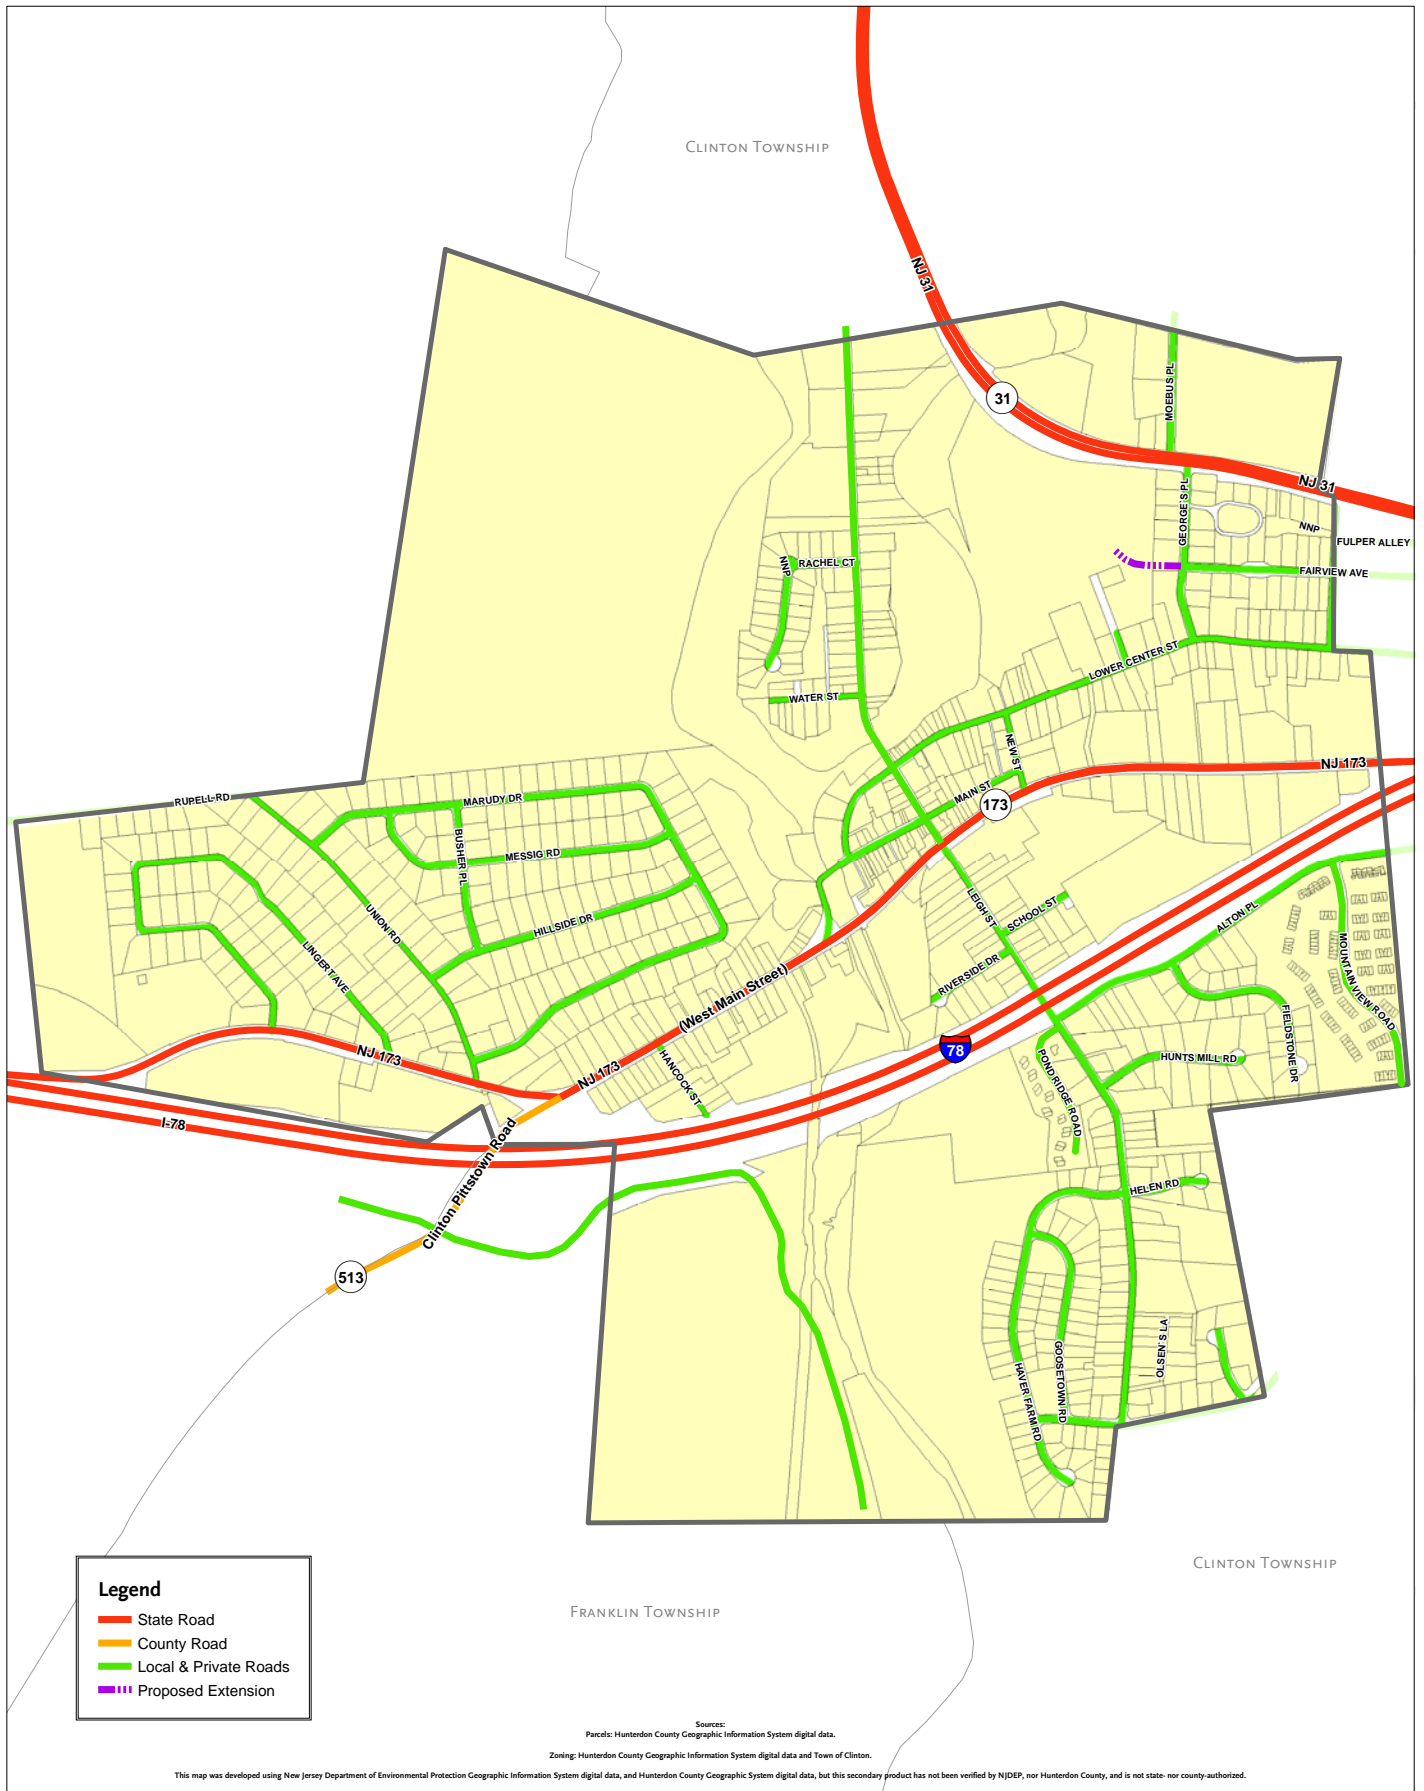 CLINTON TOWNSHIP
NJ 31
31
MOEBUS PL
NJ 31
GEORGE'S PL
NNP
FULPER ALLEY
FAIRVIEW AVE
NNP
RACHEL CT
LOWER CENTER ST
WATER ST
NEW ST
NJ 173
MAIN ST
173
RUPELL RD
MARUDY DR
BUSHER PL
MESSIG RD
UNION RD
HILLSIDE DR
LINGERT AVE
LEIGH ST
SCHOOL ST
ALTON PL
RIVERSIDE DR
MOUNTAIN VIEW ROAD
(West Main Street)
FIELDSTONE DR
78
NJ 173
NJ 173
HANCOCK ST
POND RIDGE ROAD
HUNTS MILL RD
I-78
Clinton Pittstown Road
HELEN RD
513
OLSEN'S LA
GOOSETOWN RD
HAVER FARM RD
CLINTON TOWNSHIP
FRANKLIN TOWNSHIP
Legend
State Road
County Road
Local & Private Roads
Proposed Extension
Sources:
Parcels: Hunterdon County Geographic Information System digital data.
Zoning: Hunterdon County Geographic Information System digital data and Town of Clinton.
This map was developed using New Jersey Department of Environmental Protection Geographic Information System digital data, and Hunterdon County Geographic System digital data, but this secondary product has not been verified by NJDEP, nor Hunterdon County, and is not state- nor county-authorized.